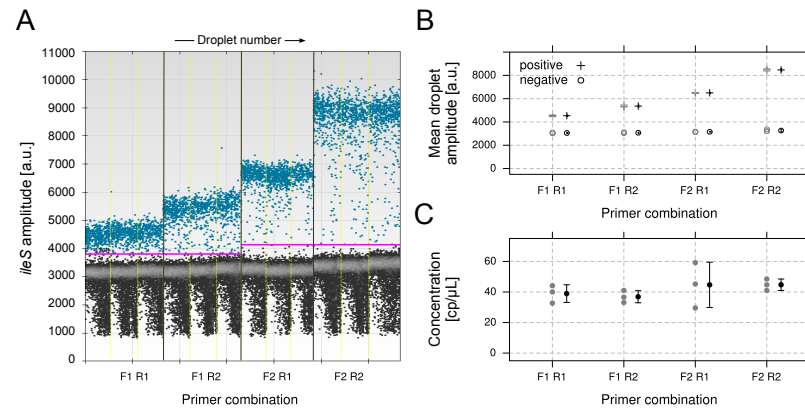 A
Droplet number
11000
10000
9000
8000
7000
6000
5000
4000
3000
2000
1000
0
ileS amplitude [a.u.]
F1 R1 F1 R2 F2 R1 F2 R2
Primer combination
B
positive
negative
8000
6000
4000
2000
0
Mean droplet
amplitude [a.u.]
F1 R1 F1 R2 F2 R1 F2 R2
Primer combination
C
60
40
20
0
Concentration
[cp/µL]
F1 R1 F1 R2 F2 R1 F2 R2
Primer combination